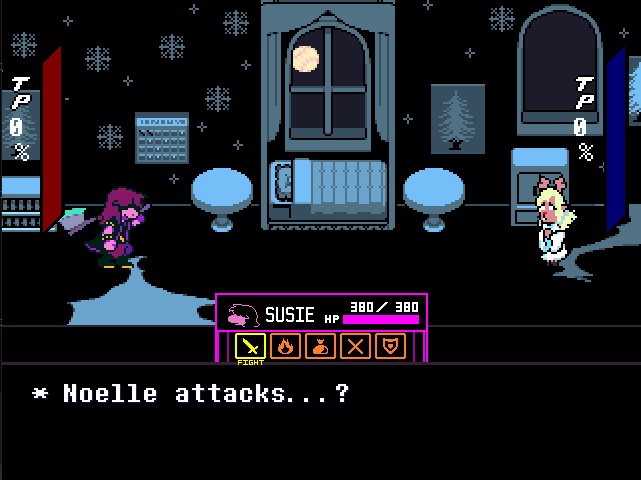 TP
0
%
TP
0
%
SUSIE HP 380/ 380
FIGHT
* Noelle attacks...?